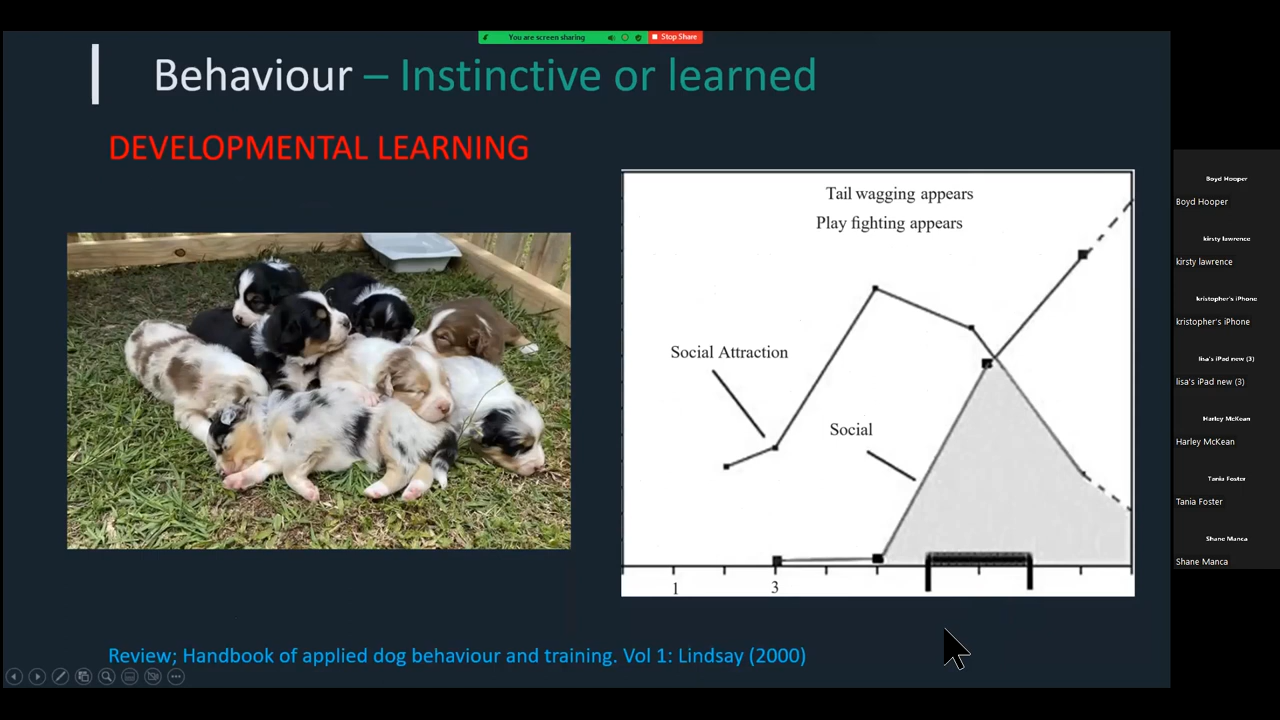 You are screen sharing
Stop Share
Behaviour – Instinctive or learned
DEVELOPMENTAL LEARNING
Tail wagging appears
Play fighting appears
Social Attraction
Social
1
3
Review; Handbook of applied dog behaviour and training. Vol 1: Lindsay (2000)
Boyd Hooper
Boyd Hooper
kirsty lawrence
kirsty lawrence
kristopher's iPhone
kristopher's iPhone
lisa's iPad new (3)
lisa's iPad new (3)
Harley McKean
Harley McKean
Tania Foster
Tania Foster
Shane Manca
Shane Manca